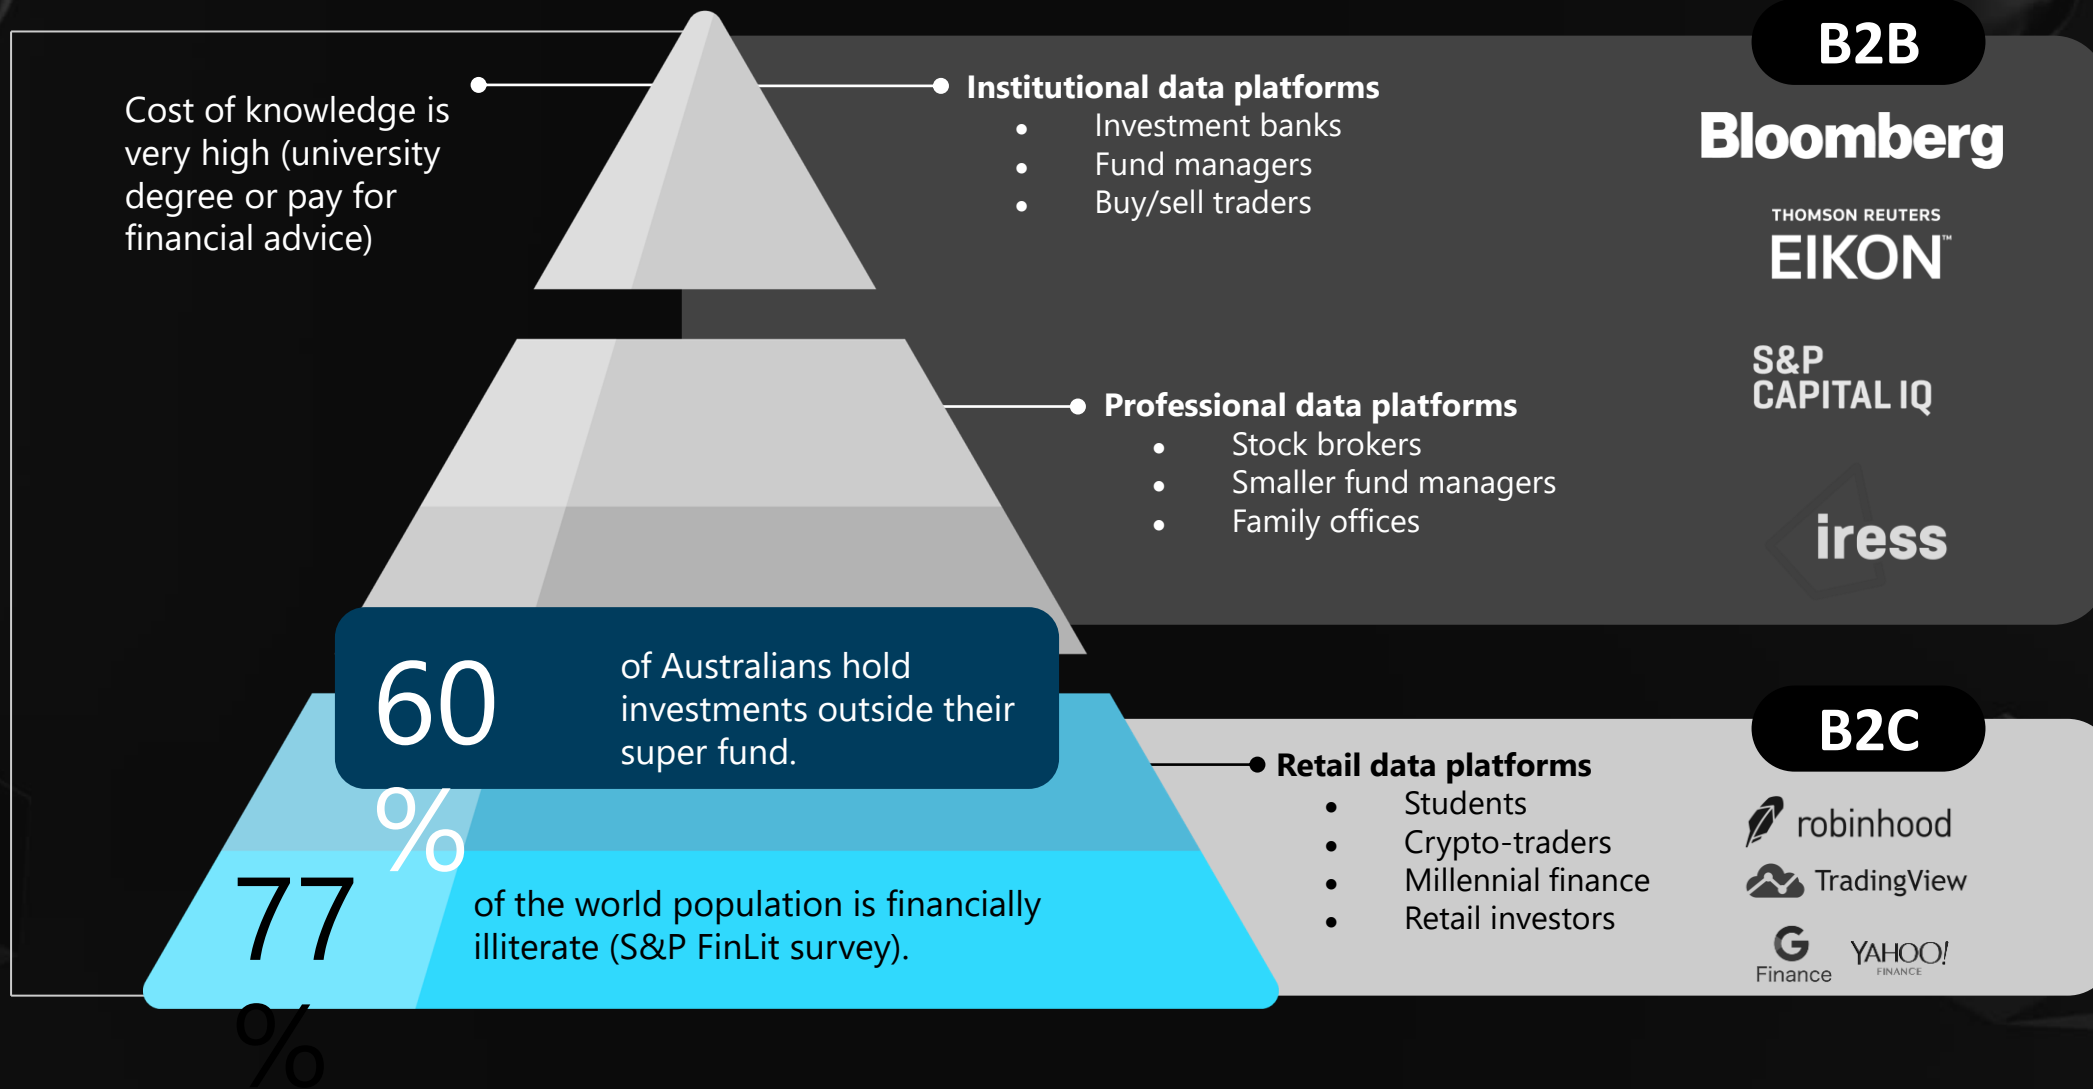 Cost of knowledge is
very high (university
degree or pay for
financial advice)
Institutional data platforms
• Investment banks
• Fund managers
• Buy/sell traders
B2B
Bloomberg
THOMSON REUTERS
EIKON™
S&P
CAPITAL IQ
Professional data platforms
• Stock brokers
• Smaller fund managers
• Family offices
iress
60
%
of Australians hold
investments outside their
super fund.
77
%
of the world population is financially
illiterate (S&P FinLit survey).
B2C
Retail data platforms
• Students
• Crypto-traders
• Millennial finance
• Retail investors
robinhood
TradingView
G
Finance
YAHOO!
FINANCE